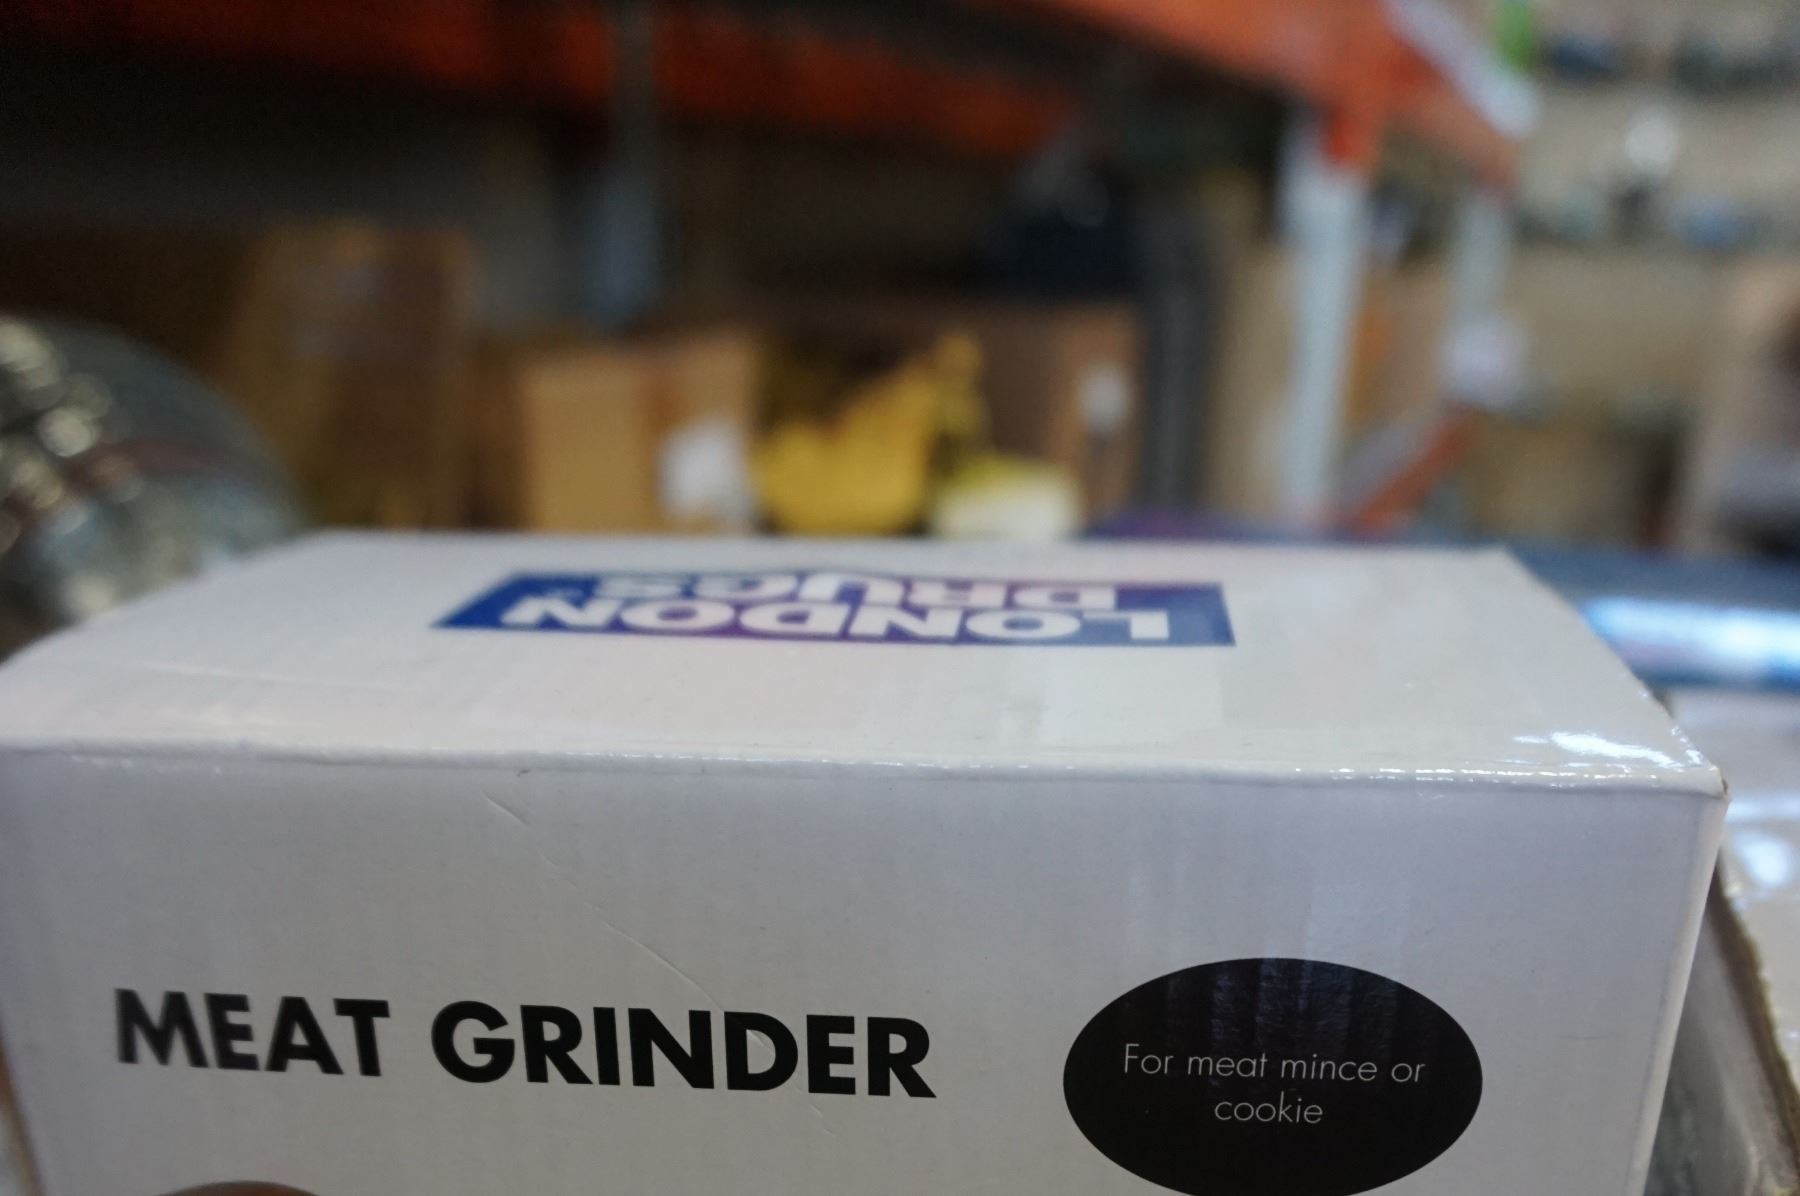 LONDON
DRUGS
MEAT GRINDER
For meat mince or
cookie